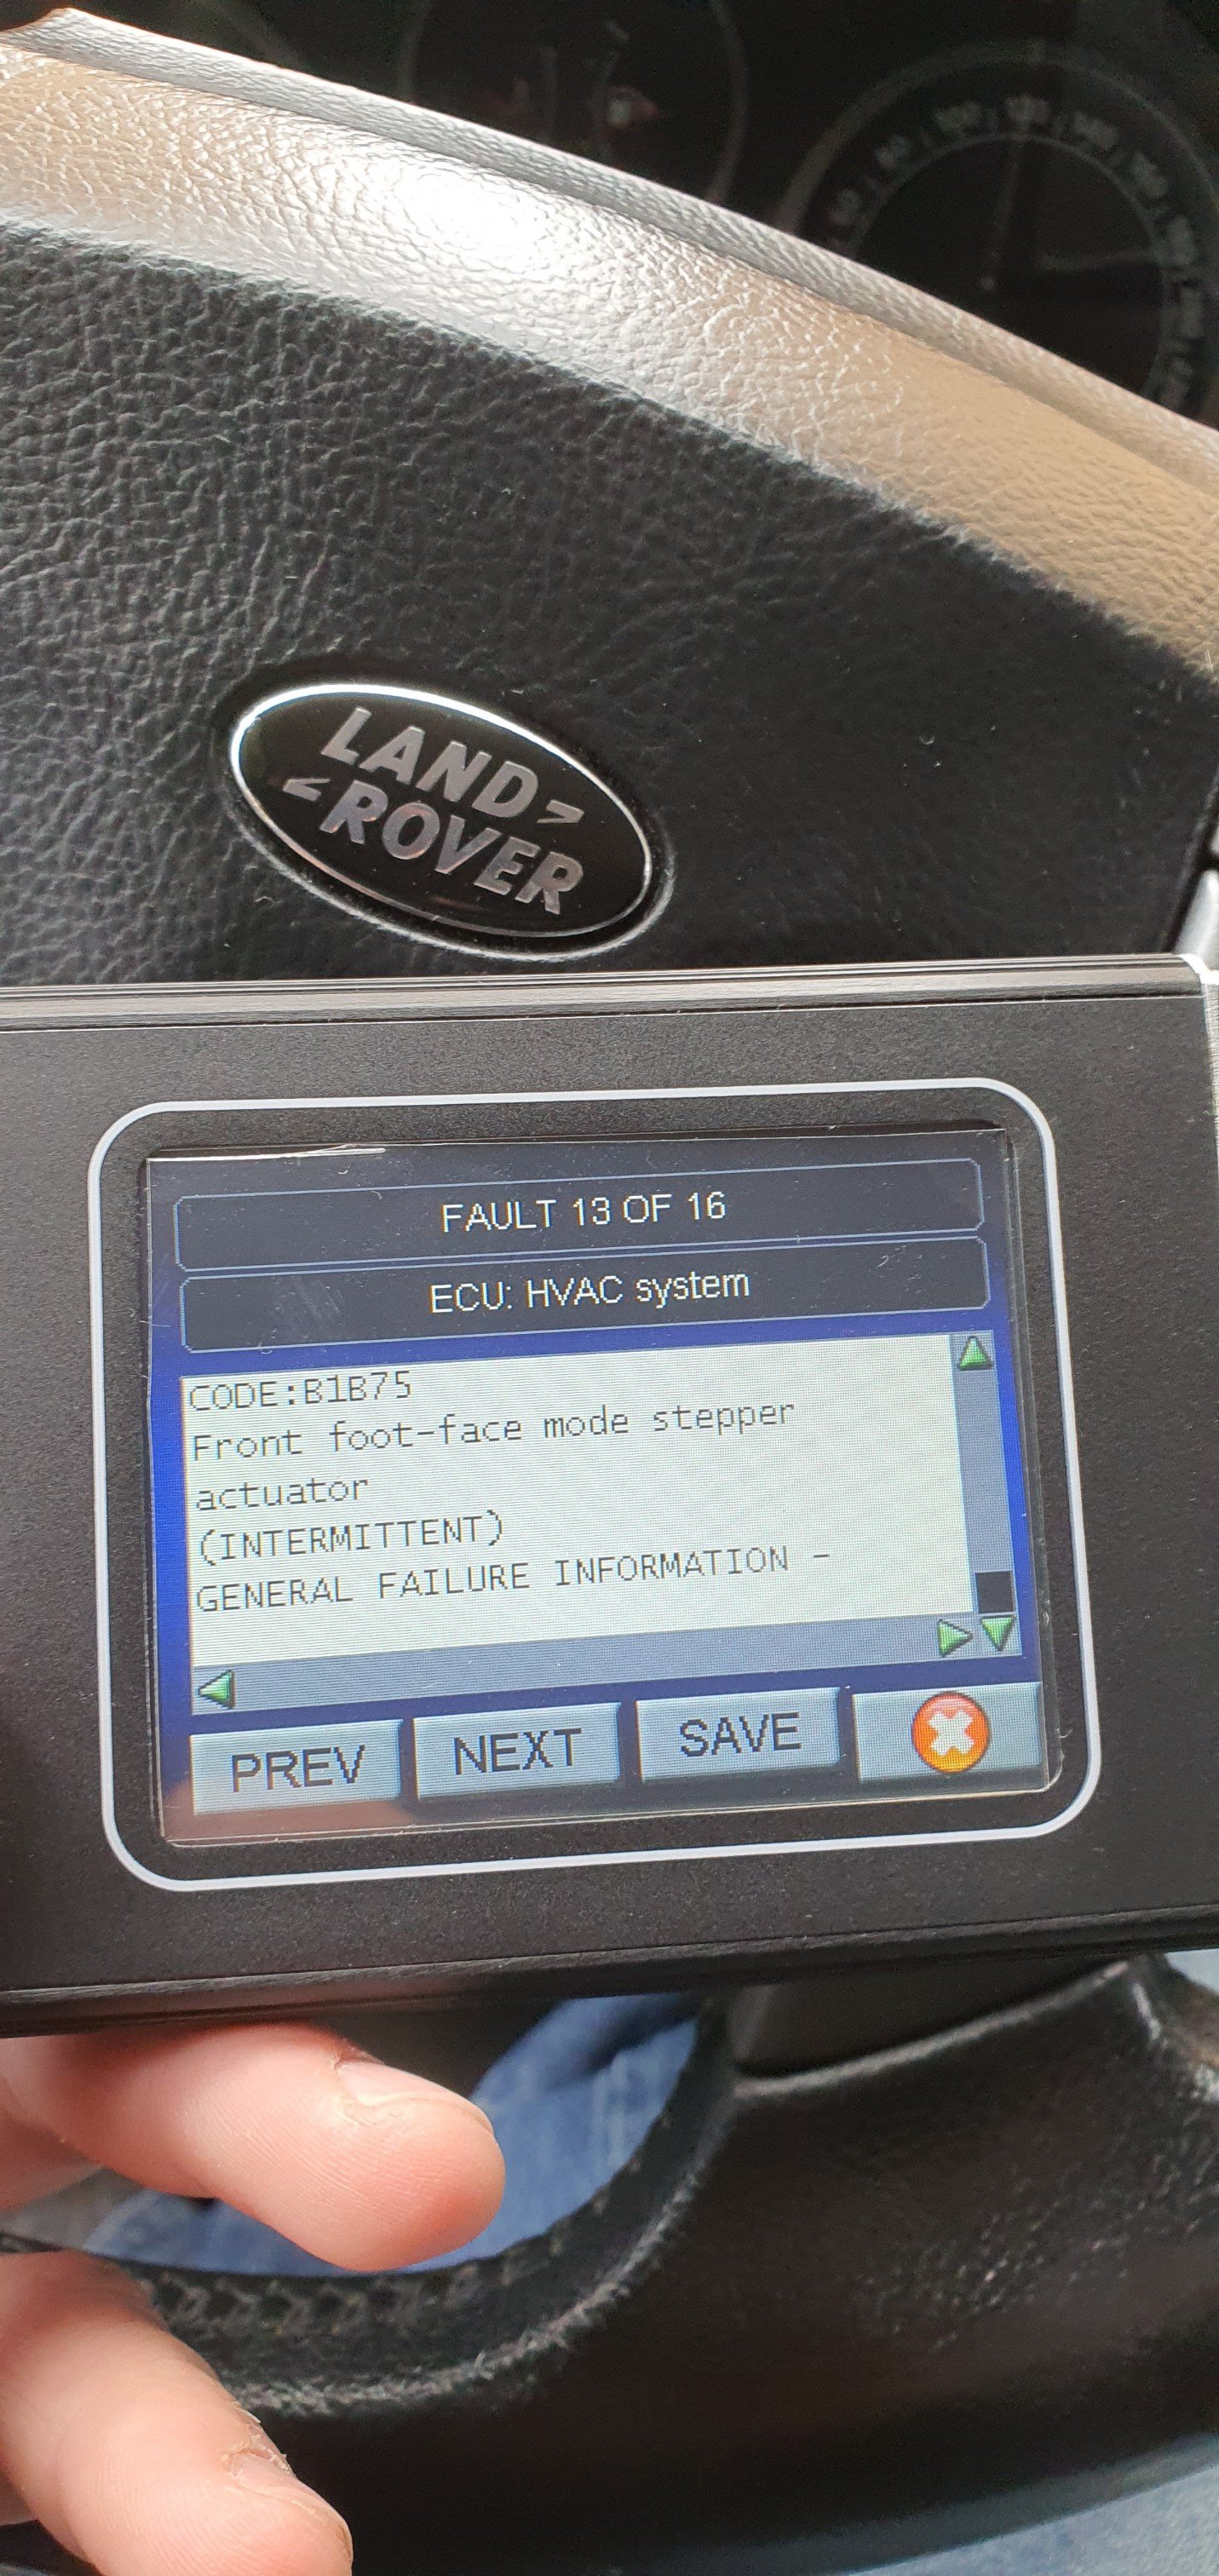 LAND
ROVER
FAULT 13 OF 16
ECU: HVAC system
CODE:B1B75
Front foot-face mode stepper
actuator
(INTERMITTENT)
GENERAL FAILURE INFORMATION -
PREV NEXT SAVE